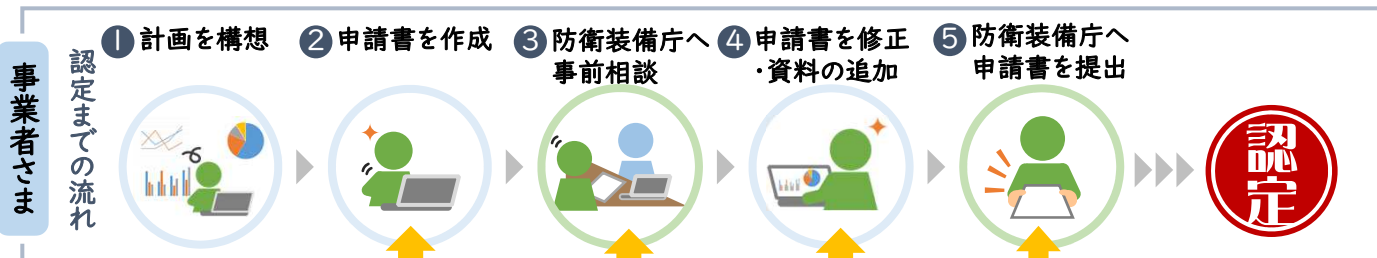 事業者さま
認定までの流れ
1 計画を構想
2 申請書を作成
3 防衛装備庁へ
事前相談
4 申請書を修正
・資料の追加
5 防衛装備庁へ
申請書を提出
認定